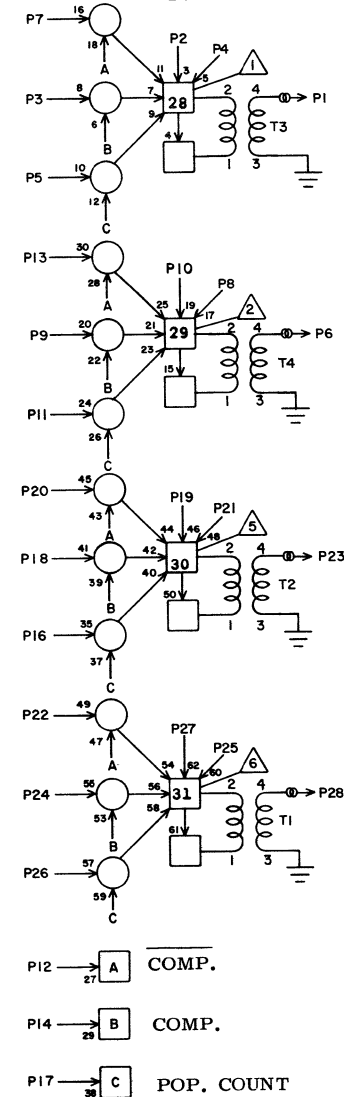 P7 16
18
A
P2
3
P4
5
1
11
P3 8
7
28
2 4 P1
6
9
4
T3
B
P5 10
1 3
12
C
P13 30
28
A
P10
19
P8
17
2
25
P9 20
21
29
2 4 P6
22
23
15
T4
B
P11 24
1 3
26
C
P20 45
43
A
P19
46
P21
48
5
44
P18 41
42
30
2 4 P23
39
40
50
T2
B
P16 35
1 3
37
C
P22 49
47
A
P27
62
P25
60
6
54
P24 55
56
31
2 4 P28
53
58
61
T1
B
P26 57
1 3
59
C
P12 27 A COMP.
P14 29 B COMP.
P17 38 C POP. COUNT